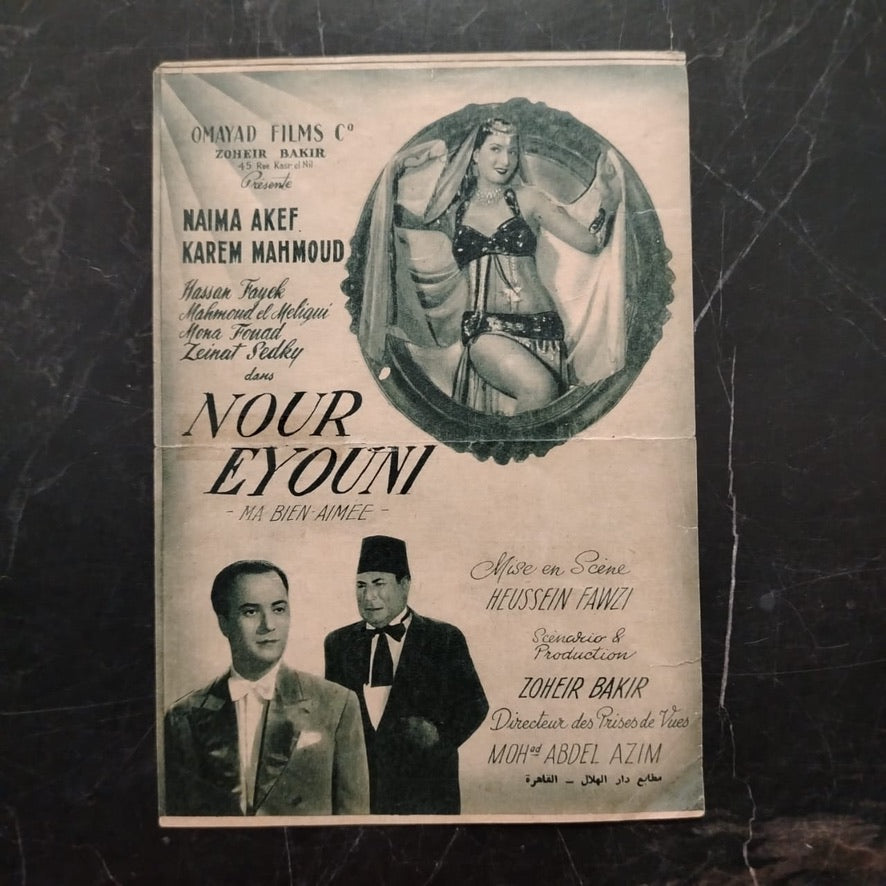 OMAYAD FILMS Cº
ZOHEIR BAKIR
45 Rue Kasr el Nil
Présente
NAIMA AKEF
KAREM MAHMOUD
Hassan Fayek
Mahmoud el Meligui
Mona Fouad
Zeinat Sedky
dans
NOUR
EYOUNI
- MA BIEN-AIMEE -
Mise en Scène
HEUSSEIN FAWZI
Scénario &
Production
ZOHEIR BAKIR
Directeur des Prises de Vues
MOHad ABDEL AZIM
مطابع دار الهلال – القاهرة